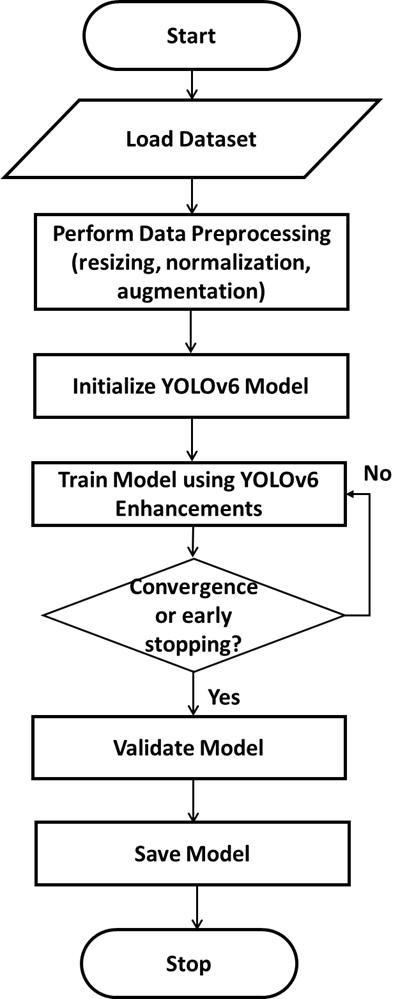 Start
Load Dataset
Perform Data Preprocessing
(resizing, normalization,
augmentation)
Initialize YOLOv6 Model
No
Train Model using YOLOv6
Enhancements
Convergence
or early
stopping?
Yes
Validate Model
Save Model
Stop